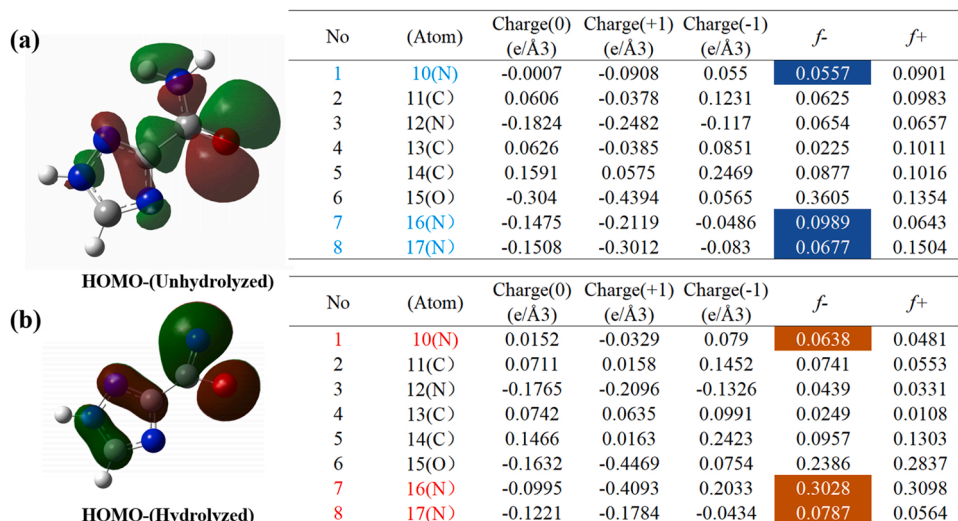 (a)
HOMO-(Unhydrolyzed)
No (Atom) Charge(0) (e/Å3) Charge(+1) (e/Å3) Charge(-1) (e/Å3) f- f+
1 10(N) -0.0007 -0.0908 0.055 0.0557 0.0901
2 11(C) 0.0606 -0.0378 0.1231 0.0625 0.0983
3 12(N) -0.1824 -0.2482 -0.117 0.0654 0.0657
4 13(C) 0.0626 -0.0385 0.0851 0.0225 0.1011
5 14(C) 0.1591 0.0575 0.2469 0.0877 0.1016
6 15(O) -0.304 -0.4394 0.0565 0.3605 0.1354
7 16(N) -0.1475 -0.2119 -0.0486 0.0989 0.0643
8 17(N) -0.1508 -0.3012 -0.083 0.0677 0.1504
(b)
HOMO-(Hydrolyzed)
No (Atom) Charge(0) (e/Å3) Charge(+1) (e/Å3) Charge(-1) (e/Å3) f- f+
1 10(N) 0.0152 -0.0329 0.079 0.0638 0.0481
2 11(C) 0.0711 0.0158 0.1452 0.0741 0.0553
3 12(N) -0.1765 -0.2096 -0.1326 0.0439 0.0331
4 13(C) 0.0742 0.0635 0.0991 0.0249 0.0108
5 14(C) 0.1466 0.0163 0.2423 0.0957 0.1303
6 15(O) -0.1632 -0.4469 0.0754 0.2386 0.2837
7 16(N) -0.0995 -0.4093 0.2033 0.3028 0.3098
8 17(N) -0.1221 -0.1784 -0.0434 0.0787 0.0564